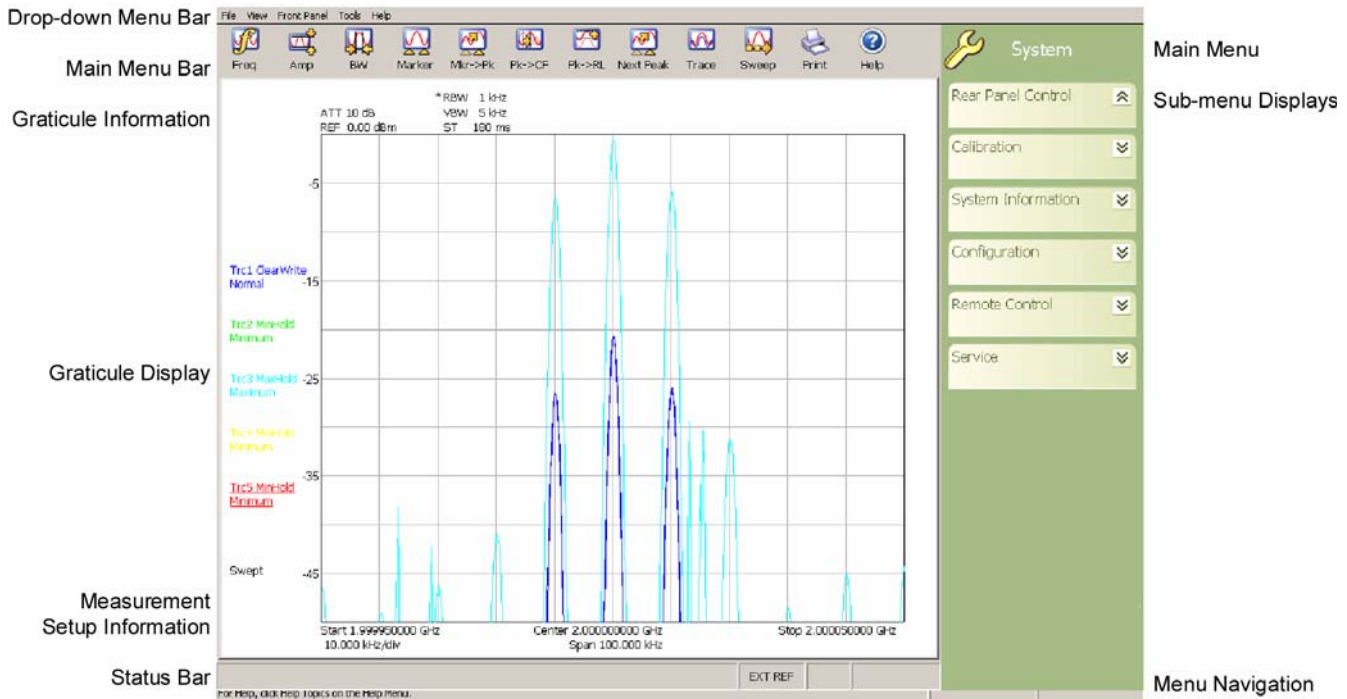 Drop-down Menu Bar
File View Front Panel Tools Help
Main Menu Bar
Freq Amp BW Marker Mkr->Pk Pk->CF Pk->RL Next Peak Trace Sweep Print Help
System
Main Menu
Sub-menu Displays
Rear Panel Control
Calibration
System Information
Configuration
Remote Control
Service
Graticule Information
*RBW 1 kHz
ATT 10 dB VBW 5 kHz
REF 0.00 dBm ST 180 ms
-5
Trc1 ClearWrite
Normal
-15
Trc2 MinHold
Minimum
Graticule Display
Trc3 MaxHold
Maximum
-25
Trc4 MinHold
Minimum
-35
Trc5 MinHold
Minimum
Swept
-45
Measurement
Setup Information
Start 1.999950000 GHz Center 2.000000000 GHz Stop 2.000050000 GHz
10.000 kHz/div Span 100.000 kHz
Status Bar
EXT REF
Menu Navigation
For Help, click Help Topics on the Help Menu.